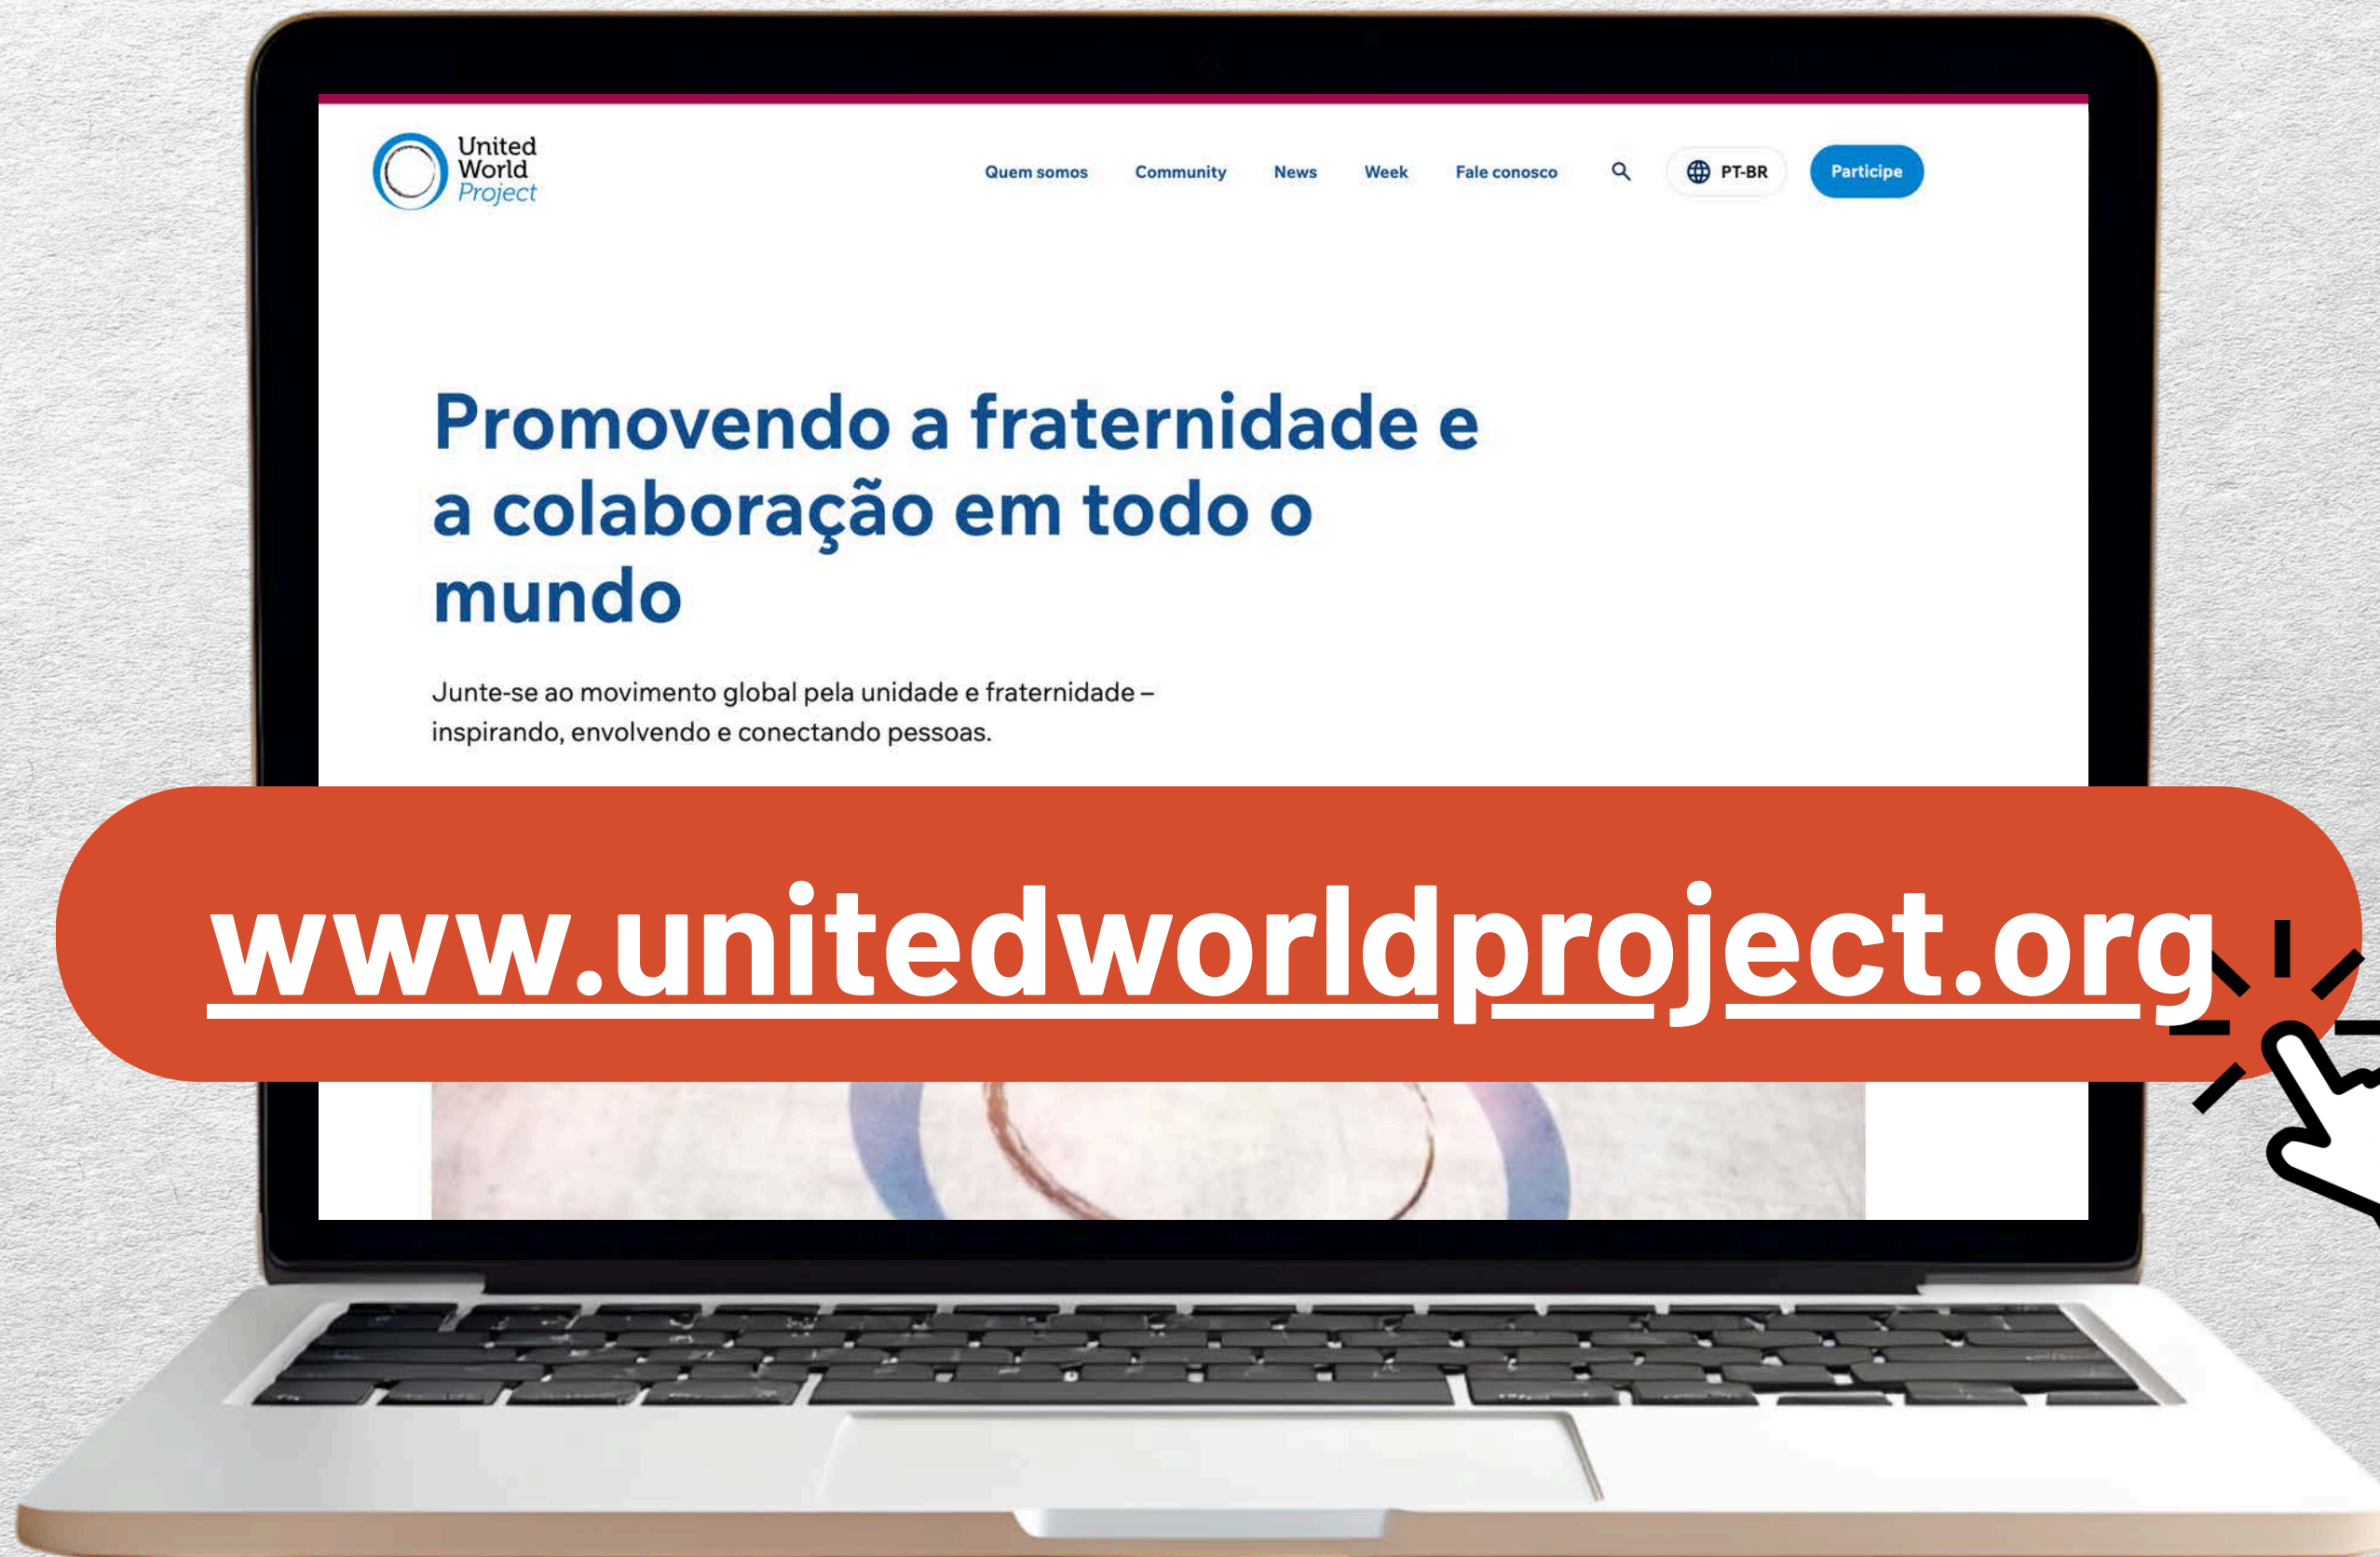 United
World
Project
Quem somos Community News Week Fale conosco PT-BR Participe
Promovendo a fraternidade e
a colaboração em todo o
mundo
Junte-se ao movimento global pela unidade e fraternidade –
inspirando, envolvendo e conectando pessoas.
www.unitedworldproject.org